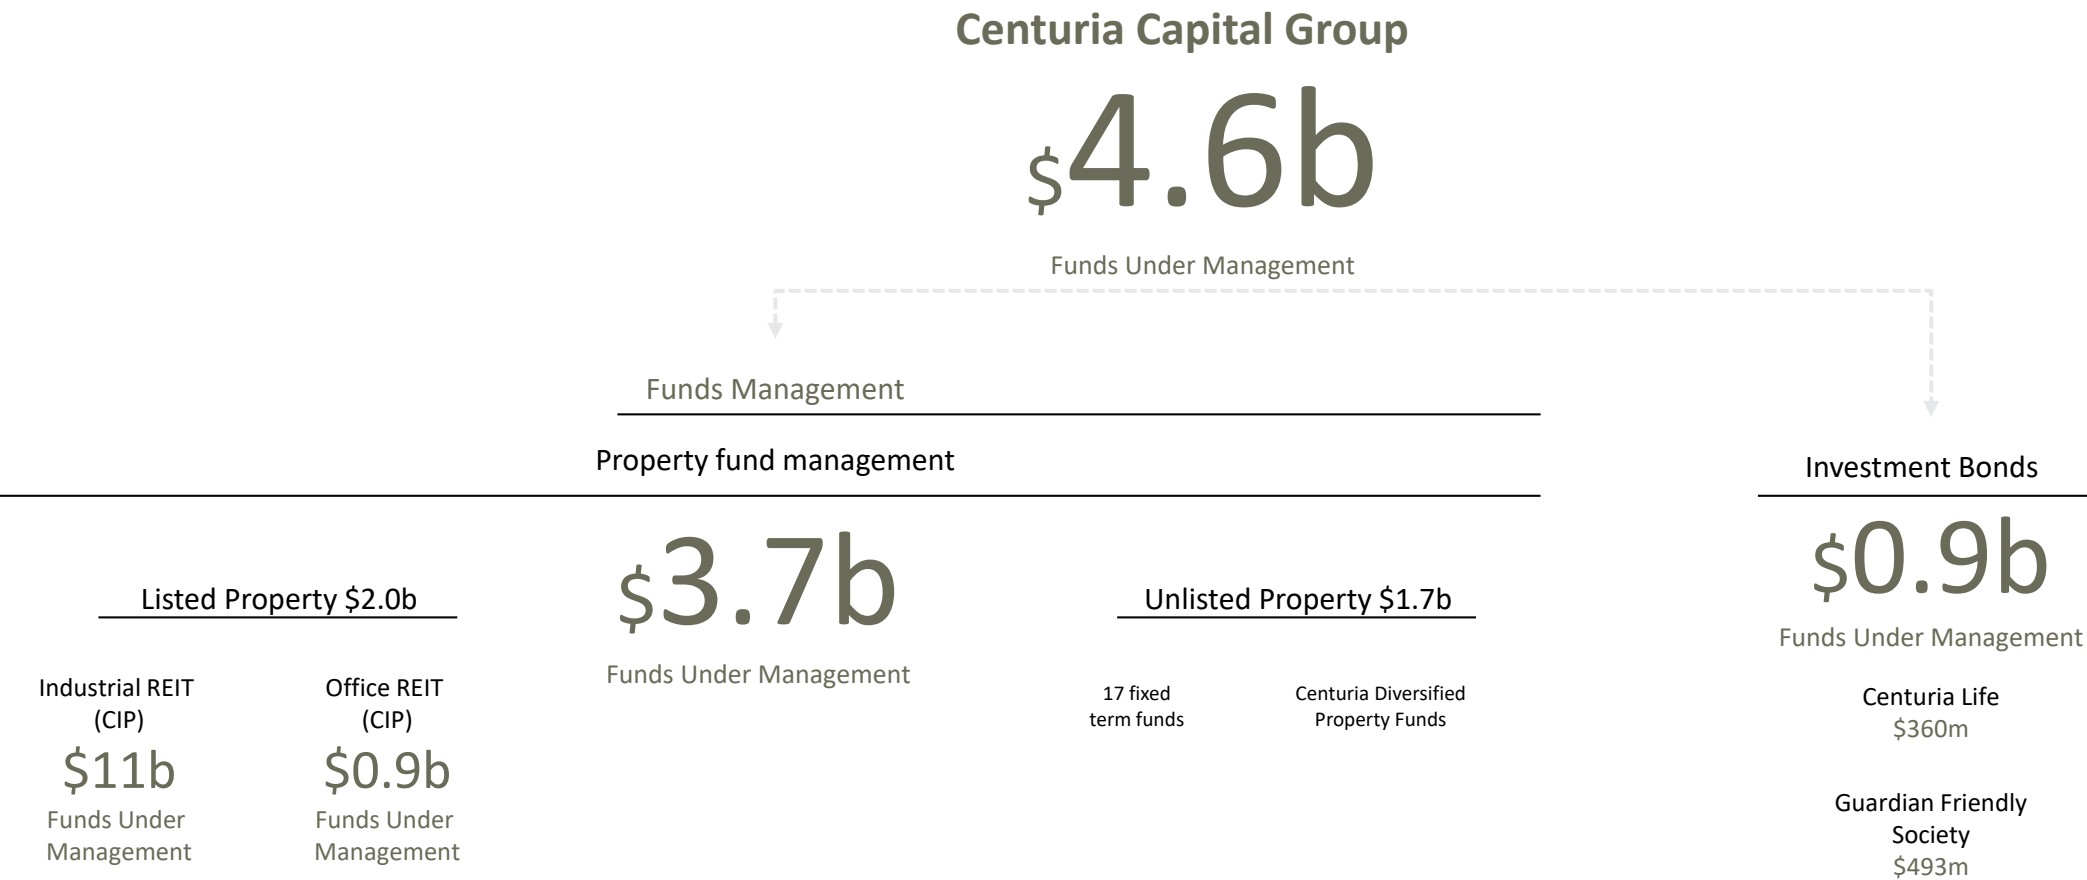 Centuria Capital Group
$4.6b
Funds Under Management
Funds Management
Property fund management
Listed Property $2.0b
Industrial REIT
(CIP)
$11b
Funds Under
Management
Office REIT
(CIP)
$0.9b
Funds Under
Management
$3.7b
Funds Under Management
Unlisted Property $1.7b
17 fixed
term funds
Centuria Diversified
Property Funds
Investment Bonds
$0.9b
Funds Under Management
Centuria Life
$360m
Guardian Friendly
Society
$493m